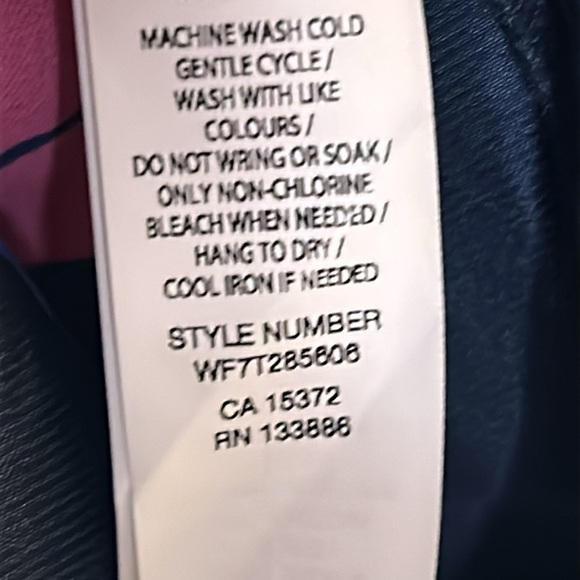 MACHINE WASH COLD
GENTLE CYCLE /
WASH WITH LIKE
COLOURS /
DO NOT WRING OR SOAK /
ONLY NON-CHLORINE
BLEACH WHEN NEEDED /
HANG TO DRY /
COOL IRON IF NEEDED
STYLE NUMBER
WF7T285606
CA 15372
RN 133886